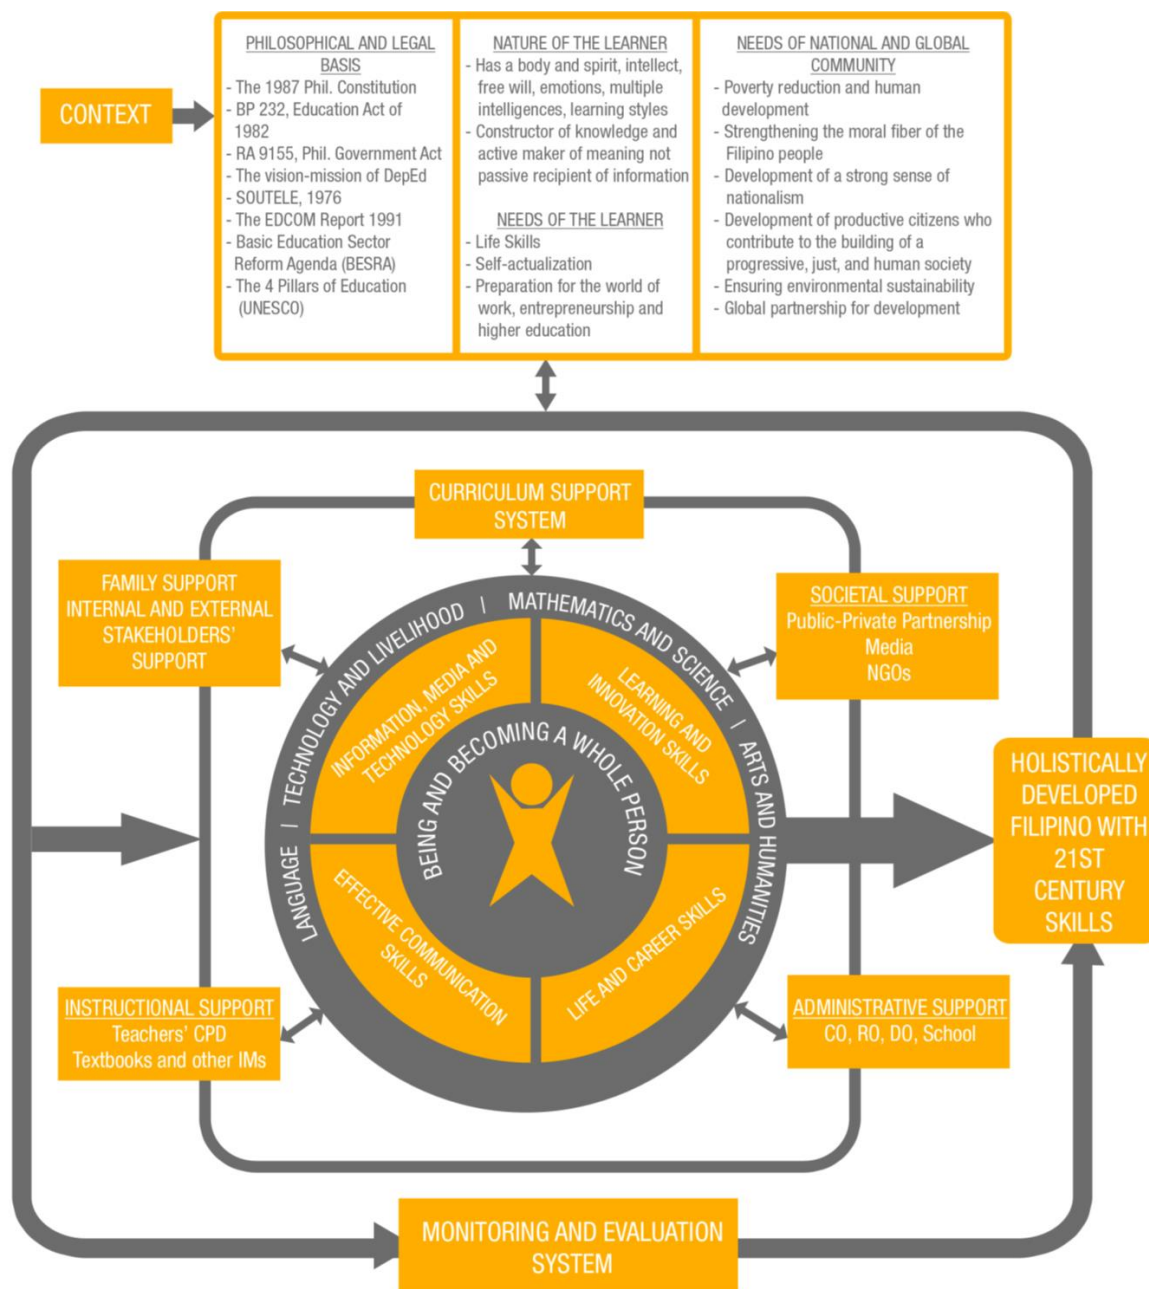 CONTEXT
PHILOSOPHICAL AND LEGAL
BASIS
- The 1987 Phil. Constitution
- BP 232, Education Act of
1982
- RA 9155, Phil. Government Act
- The vision-mission of DepEd
- SOUTELE, 1976
- The EDCOM Report 1991
- Basic Education Sector
Reform Agenda (BESRA)
- The 4 Pillars of Education
(UNESCO)
NATURE OF THE LEARNER
- Has a body and spirit, intellect,
free will, emotions, multiple
intelligences, learning styles
- Constructor of knowledge and
active maker of meaning not
passive recipient of information
NEEDS OF THE LEARNER
- Life Skills
- Self-actualization
- Preparation for the world of
work, entrepreneurship and
higher education
NEEDS OF NATIONAL AND GLOBAL
COMMUNITY
- Poverty reduction and human
development
- Strengthening the moral fiber of the
Filipino people
- Development of a strong sense of
nationalism
- Development of productive citizens who
contribute to the building of a
progressive, just, and human society
- Ensuring environmental sustainability
- Global partnership for development
CURRICULUM SUPPORT
SYSTEM
FAMILY SUPPORT
INTERNAL AND EXTERNAL
STAKEHOLDERS'
SUPPORT
SOCIETAL SUPPORT
Public-Private Partnership
Media
NGOs
LANGUAGE | TECHNOLOGY AND LIVELIHOOD | MATHEMATICS AND SCIENCE | ARTS AND HUMANITIES
INFORMATION, MEDIA AND
TECHNOLOGY SKILLS
LEARNING AND
INNOVATION SKILLS
BEING AND BECOMING A WHOLE PERSON
EFFECTIVE COMMUNICATION
SKILLS
LIFE AND CAREER SKILLS
HOLISTICALLY
DEVELOPED
FILIPINO WITH
21ST
CENTURY
SKILLS
INSTRUCTIONAL SUPPORT
Teachers' CPD
Textbooks and other IMs
ADMINISTRATIVE SUPPORT
CO, RO, DO, School
MONITORING AND EVALUATION
SYSTEM